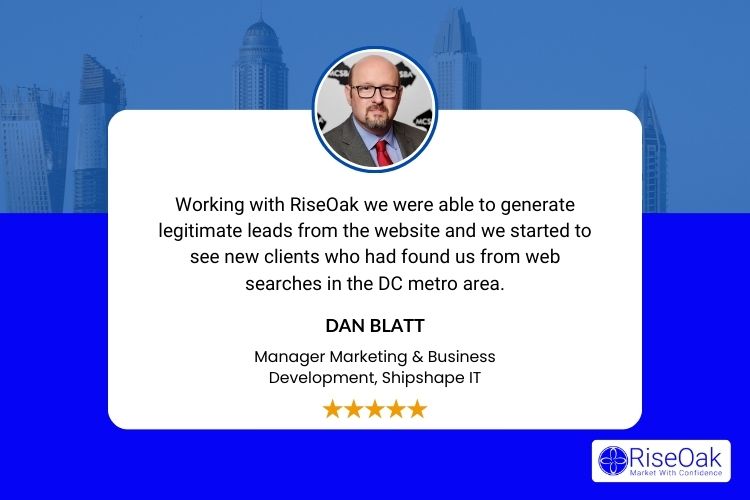 Working with RiseOak we were able to generate
legitimate leads from the website and we started to
see new clients who had found us from web
searches in the DC metro area.
DAN BLATT
Manager Marketing & Business
Development, Shipshape IT
RiseOak
Market With Confidence